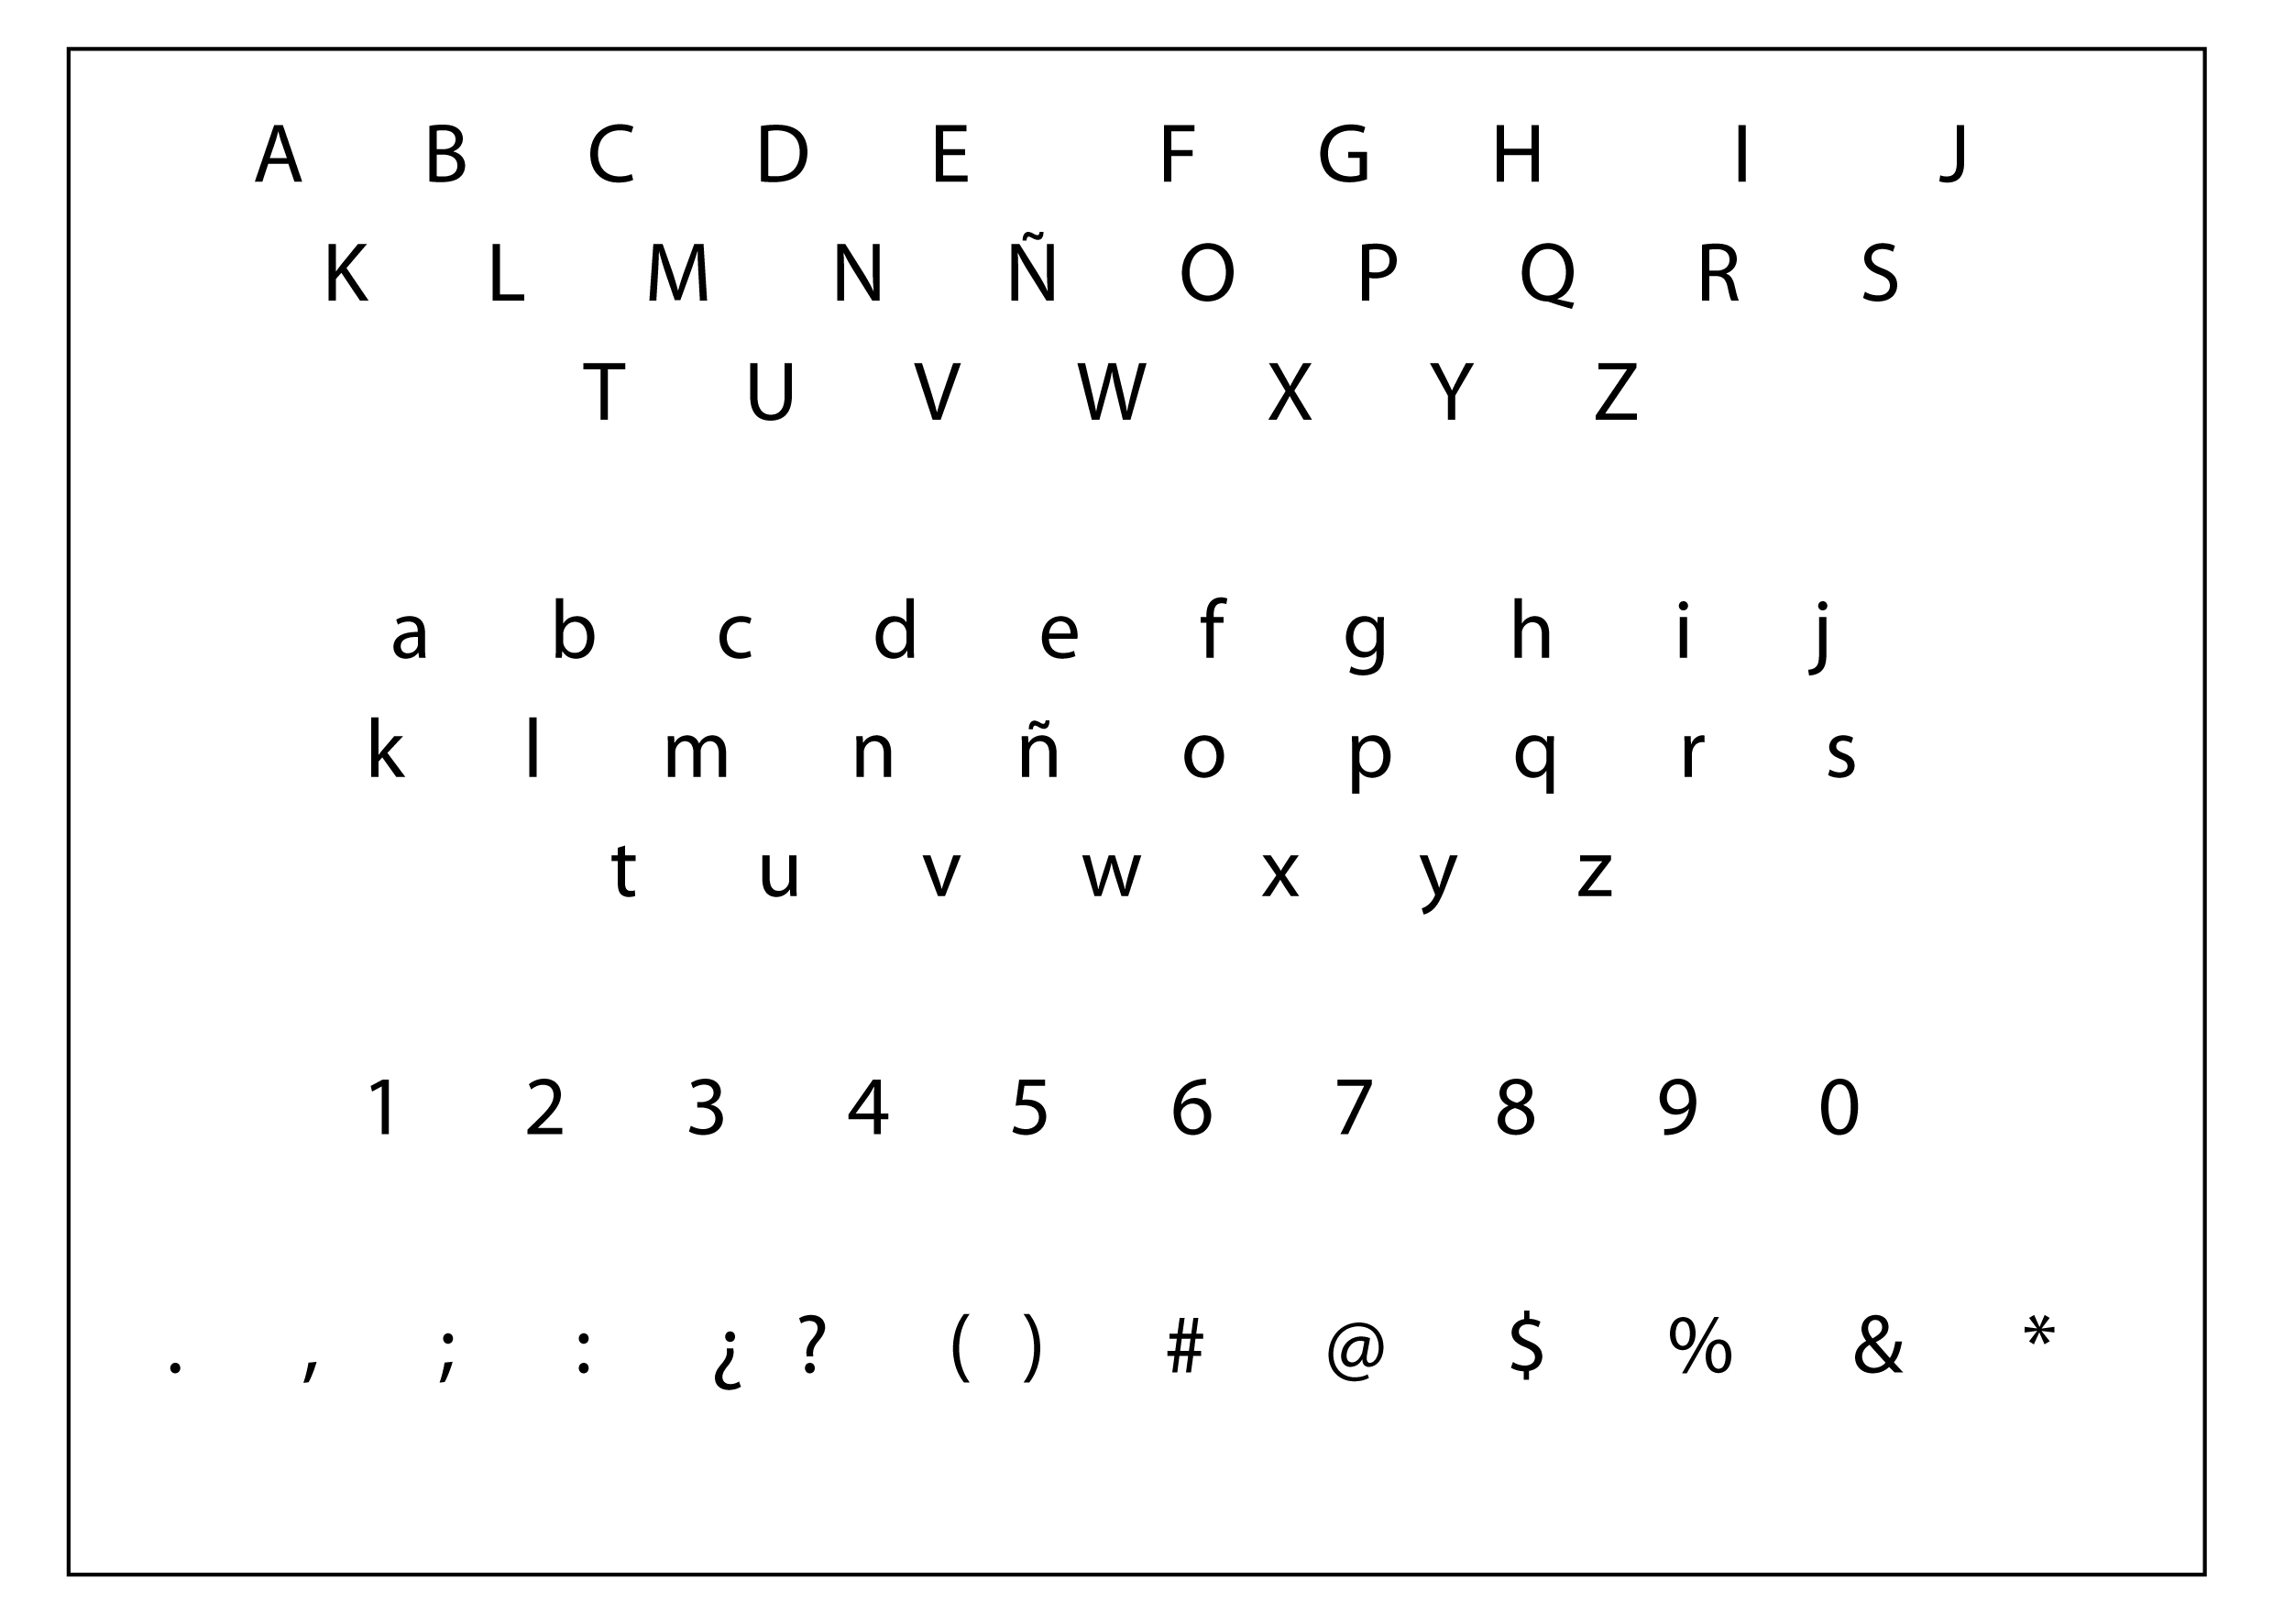 A B C D E F G H I J
K L M N Ñ O P Q R S
T U V W X Y Z
a b c d e f g h i j
k l m n ñ o p q r s
t u v w x y z
1 2 3 4 5 6 7 8 9 0
. , ; : ¿ ? ( ) # @ $ % & *